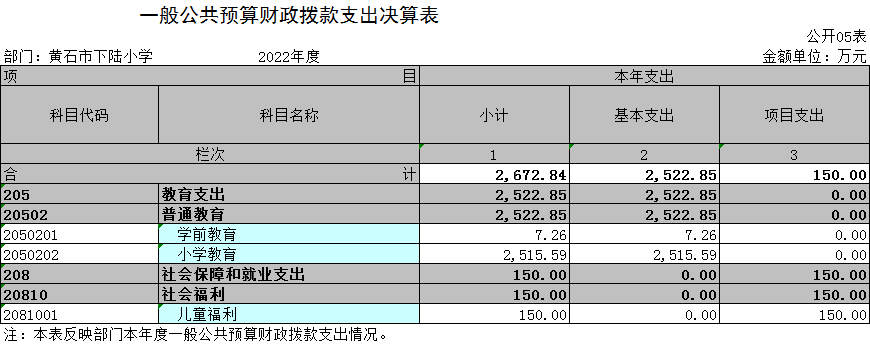 一般公共预算财政拨款支出决算表
公开05表
部门：黄石市下陆小学 2022年度 金额单位：万元
项 目 本年支出
科目代码 科目名称 小计 基本支出 项目支出
栏次 1 2 3
合 计 2,672.84 2,522.85 150.00
205 教育支出 2,522.85 2,522.85 0.00
20502 普通教育 2,522.85 2,522.85 0.00
2050201 学前教育 7.26 7.26 0.00
2050202 小学教育 2,515.59 2,515.59 0.00
208 社会保障和就业支出 150.00 0.00 150.00
20810 社会福利 150.00 0.00 150.00
2081001 儿童福利 150.00 0.00 150.00
注：本表反映部门本年度一般公共预算财政拨款支出情况。